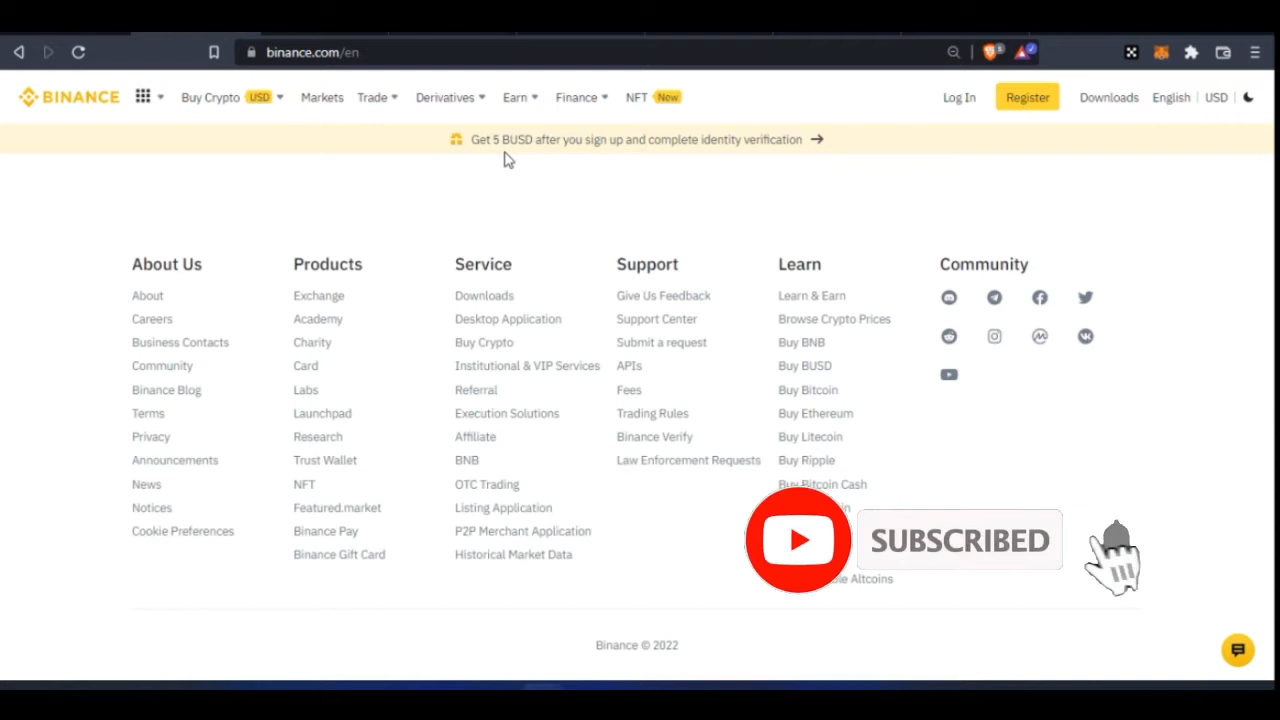 binance.com/en
BINANCE Buy Crypto USD Markets Trade Derivatives Earn Finance NFT New Log In Register Downloads English USD
Get 5 BUSD after you sign up and complete identity verification →
About Us
About
Careers
Business Contacts
Community
Binance Blog
Terms
Privacy
Announcements
News
Notices
Cookie Preferences
Products
Exchange
Academy
Charity
Card
Labs
Launchpad
Research
Trust Wallet
NFT
Featured.market
Binance Pay
Binance Gift Card
Service
Downloads
Desktop Application
Buy Crypto
Institutional & VIP Services
Referral
Execution Solutions
Affiliate
BNB
OTC Trading
Listing Application
P2P Merchant Application
Historical Market Data
Support
Give Us Feedback
Support Center
Submit a request
APIs
Fees
Trading Rules
Binance Verify
Law Enforcement Requests
Learn
Learn & Earn
Browse Crypto Prices
Buy BNB
Buy BUSD
Buy Bitcoin
Buy Ethereum
Buy Litecoin
Buy Ripple
Buy Bitcoin Cash
Altcoins
Community
SUBSCRIBED
Binance © 2022